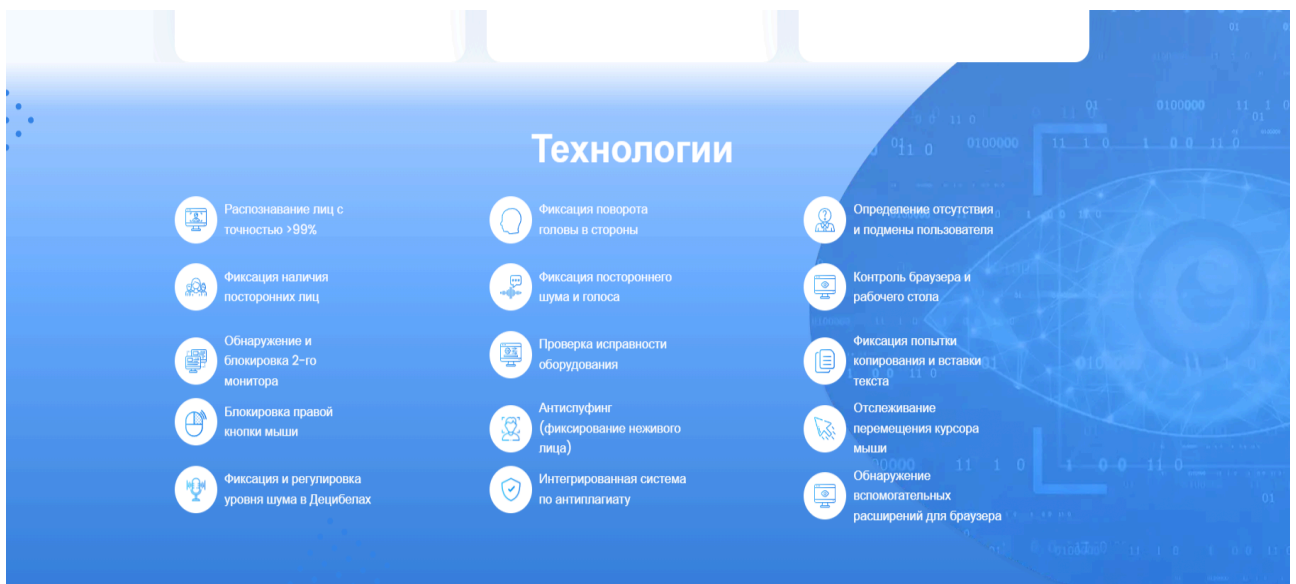 Технологии
Распознавание лиц с
точностью >99%
Фиксация поворота
головы в стороны
Определение отсутствия
и подмены пользователя
Фиксация наличия
посторонних лиц
Фиксация постороннего
шума и голоса
Контроль браузера и
рабочего стола
Обнаружение и
блокировка 2-го
монитора
Проверка исправности
оборудования
Фиксация попытки
копирования и вставки
текста
Блокировка правой
кнопки мыши
Антиспуфинг
(фиксирование неживого
лица)
Отслеживание
перемещения курсора
мыши
Фиксация и регулировка
уровня шума в Децибелах
Интегрированная система
по антиплагиату
Обнаружение
вспомогательных
расширений для браузера